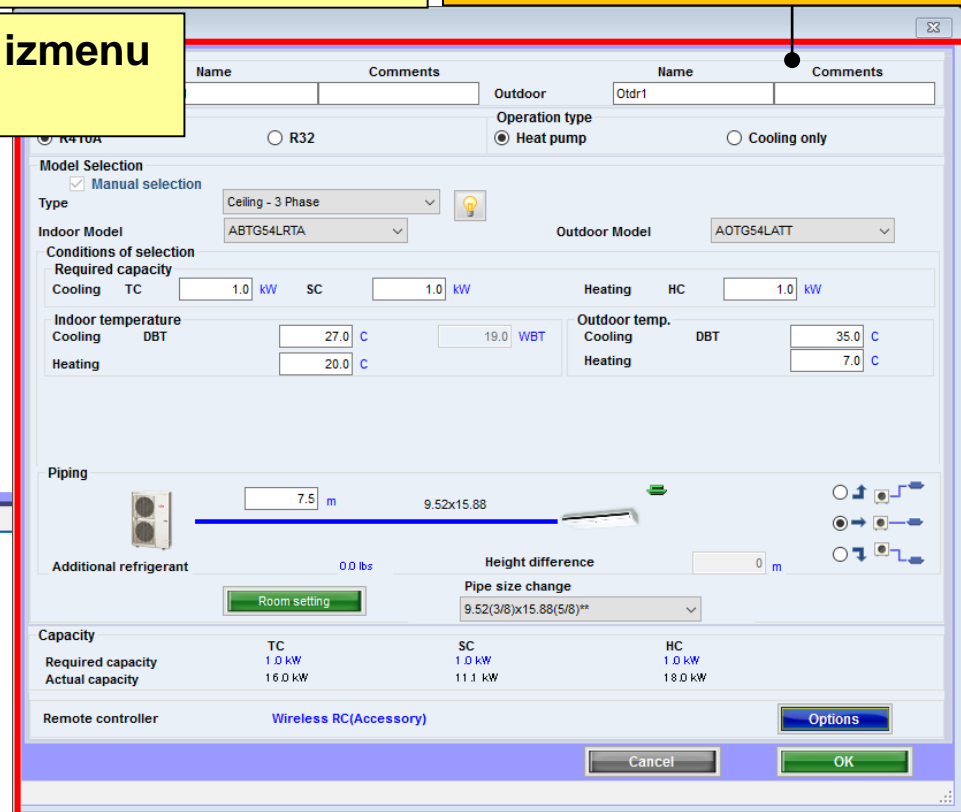 izmenu
Name Comments Name Comments
Outdoor Otdr1
Operation type
R410A R32 Heat pump Cooling only
Model Selection
Manual selection
Type Ceiling - 3 Phase
Indoor Model ABTG54LRTA Outdoor Model AOTG54LATT
Conditions of selection
Required capacity
Cooling TC 1.0 kW SC 1.0 kW Heating HC 1.0 kW
Indoor temperature Outdoor temp.
Cooling DBT 27.0 C 19.0 WBT Cooling DBT 35.0 C
Heating 20.0 C Heating 7.0 C
Piping
7.5 m 9.52x15.88
Additional refrigerant 0.0 lbs Height difference 0 m
Pipe size change
Room setting 9.52(3/8)x15.88(5/8)**
Capacity
TC SC HC
Required capacity 1.0 kW 1.0 kW 1.0 kW
Actual capacity 16.0 kW 11.1 kW 18.0 kW
Remote controller Wireless RC(Accessory) Options
Cancel OK